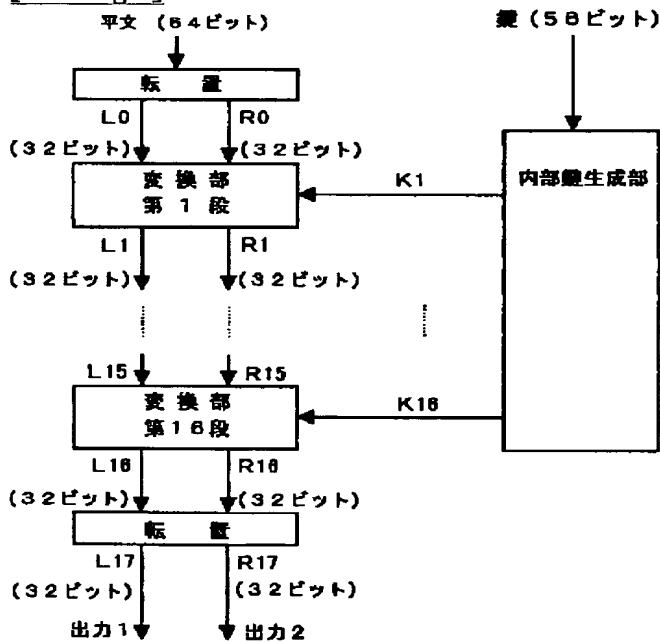 平文（64ビット）
鍵（56ビット）
転置
L0 R0
（32ビット） （32ビット）
変換部
第1段
K1
内部鍵生成部
L1 R1
（32ビット） （32ビット）
L15 R15
変換部
第16段
K16
L16 R16
（32ビット） （32ビット）
転置
L17 R17
（32ビット） （32ビット）
出力1 出力2